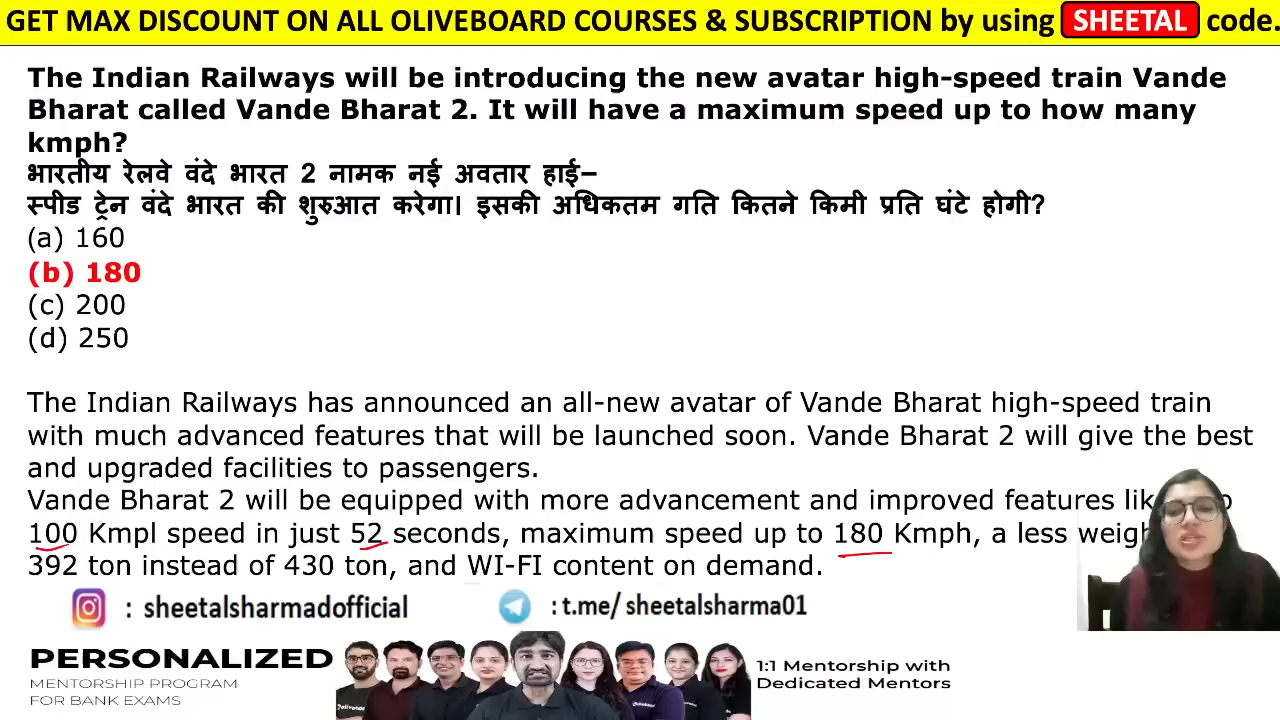 GET MAX DISCOUNT ON ALL OLIVEBOARD COURSES & SUBSCRIPTION by using SHEETAL code.
The Indian Railways will be introducing the new avatar high-speed train Vande
Bharat called Vande Bharat 2. It will have a maximum speed up to how many
kmph?
भारतीय रेलवे वंदे भारत 2 नामक नई अवतार हाई-
स्पीड ट्रेन वंदे भारत की शुरुआत करेगा। इसकी अधिकतम गति कितने किमी प्रति घंटे होगी?
(a) 160
(b) 180
(c) 200
(d) 250
The Indian Railways has announced an all-new avatar of Vande Bharat high-speed train
with much advanced features that will be launched soon. Vande Bharat 2 will give the best
and upgraded facilities to passengers.
Vande Bharat 2 will be equipped with more advancement and improved features
100 Kmpl speed in just 52 seconds, maximum speed up to 180 Kmph, a less
392 ton instead of 430 ton, and WI-FI content on demand.
: sheetalsharmadofficial
: t.me/ sheetalsharma01
PERSONALIZED
MENTORSHIP PROGRAM
FOR BANK EXAMS
1:1 Mentorship with
Dedicated Mentors